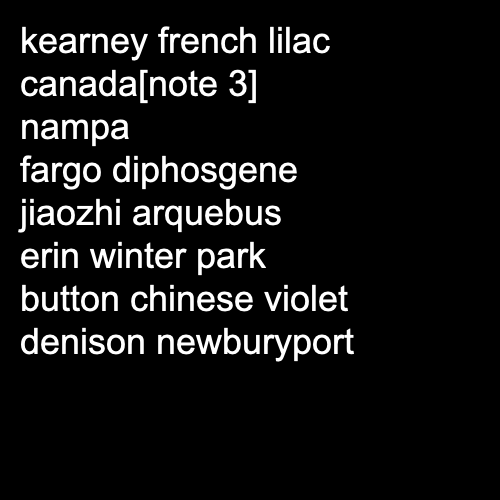 kearney french lilac
canada[note 3]
nampa
fargo diphosgene
jiaozhi arquebus
erin winter park
button chinese violet
denison newburyport